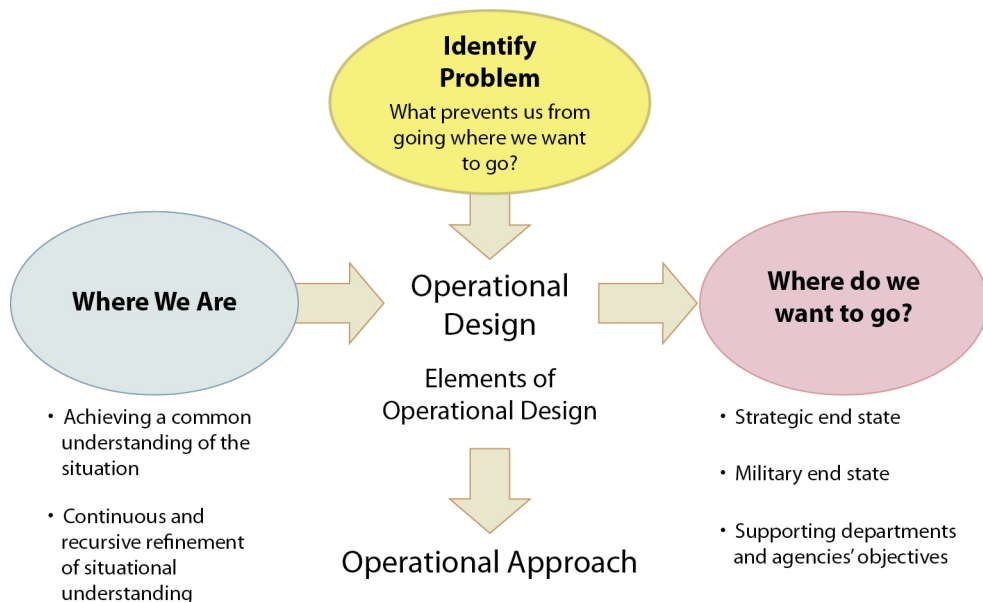 Identify
Problem
What prevents us from
going where we want
to go?
Where We Are
• Achieving a common
understanding of the
situation
• Continuous and
recursive refinement
of situational
understanding
Operational
Design
Elements of
Operational Design
Operational Approach
Where do we
want to go?
• Strategic end state
• Military end state
• Supporting departments
and agencies’ objectives